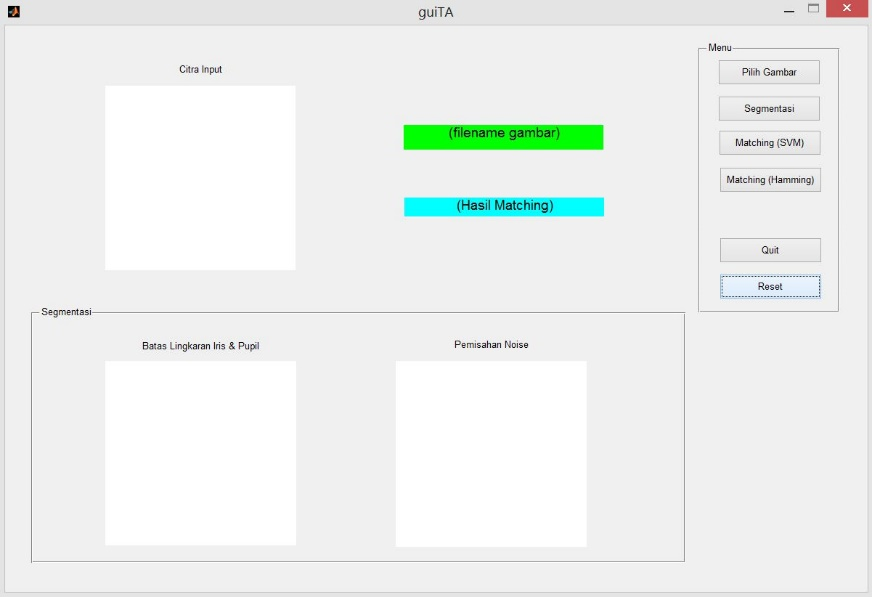 guiTA
Citra Input
(filename gambar)
(Hasil Matching)
Menu
Pilih Gambar
Segmentasi
Matching (SVM)
Matching (Hamming)
Quit
Reset
Segmentasi
Batas Lingkaran Iris & Pupil
Pemisahan Noise